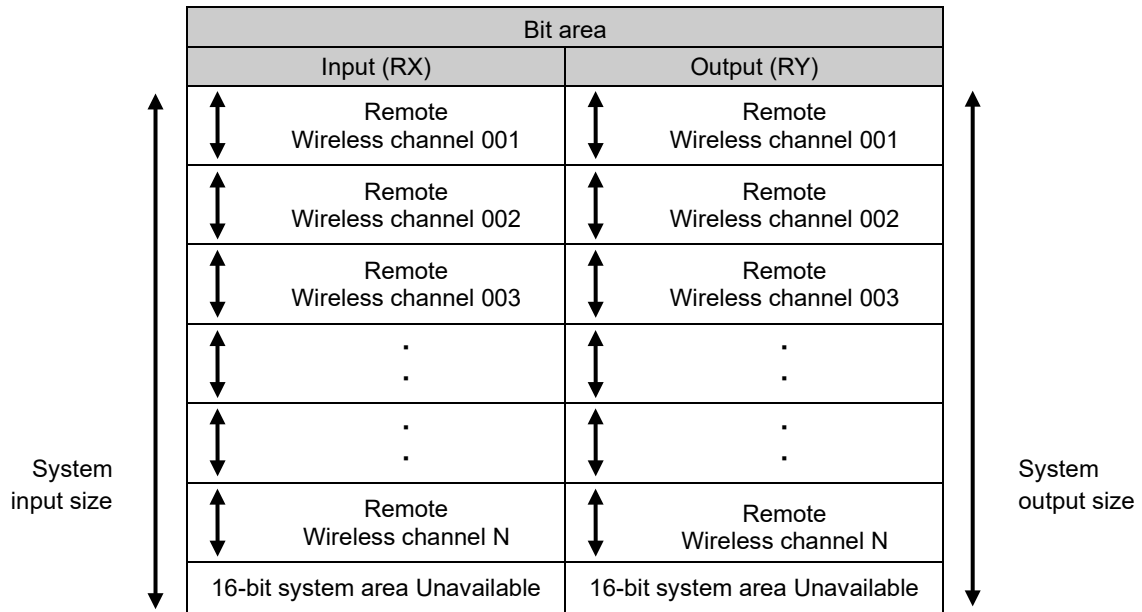 Bit area
Input (RX)
Output (RY)
Remote
Wireless channel 001
Remote
Wireless channel 001
Remote
Wireless channel 002
Remote
Wireless channel 002
Remote
Wireless channel 003
Remote
Wireless channel 003
.
.
.
.
.
.
.
.
System
input size
Remote
Wireless channel N
Remote
Wireless channel N
System
output size
16-bit system area Unavailable
16-bit system area Unavailable